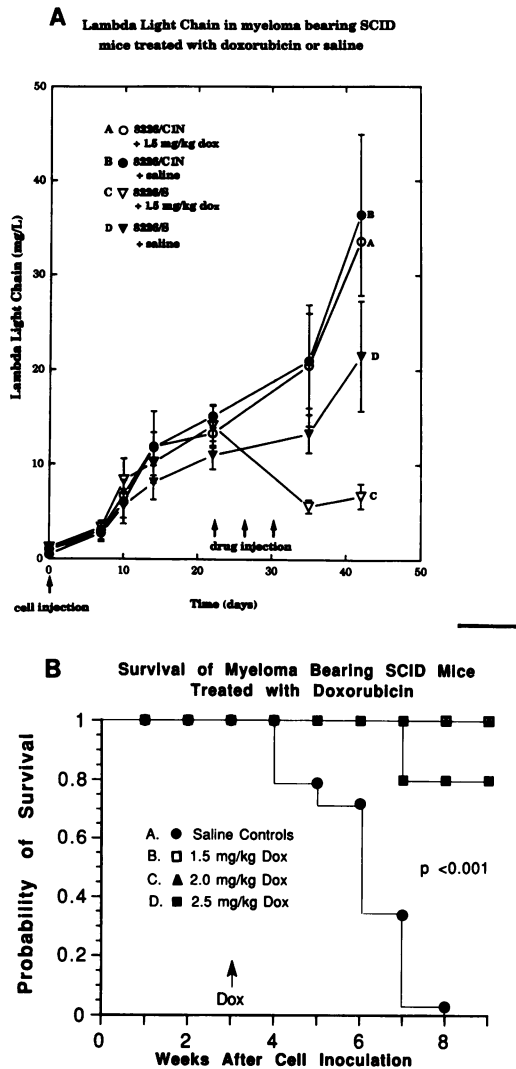 A
Lambda Light Chain in myeloma bearing SCID
mice treated with doxorubicin or saline
50
40
30
20
10
0
Lambda Light Chain (mg/L)
A 8226/C1N
+ 1.5 mg/kg dox
B 8226/C1N
+ saline
C 8226/S
+ 1.5 mg/kg dox
D 8226/S
+ saline
B
A
D
C
drug injection
0 10 20 30 40 50
cell injection
Time (days)
B
Survival of Myeloma Bearing SCID Mice
Treated with Doxorubicin
1
0.8
0.6
0.4
0.2
0
Probability of Survival
A. Saline Controls
B. 1.5 mg/kg Dox
C. 2.0 mg/kg Dox
D. 2.5 mg/kg Dox
p <0.001
Dox
0 2 4 6 8
Weeks After Cell Inoculation